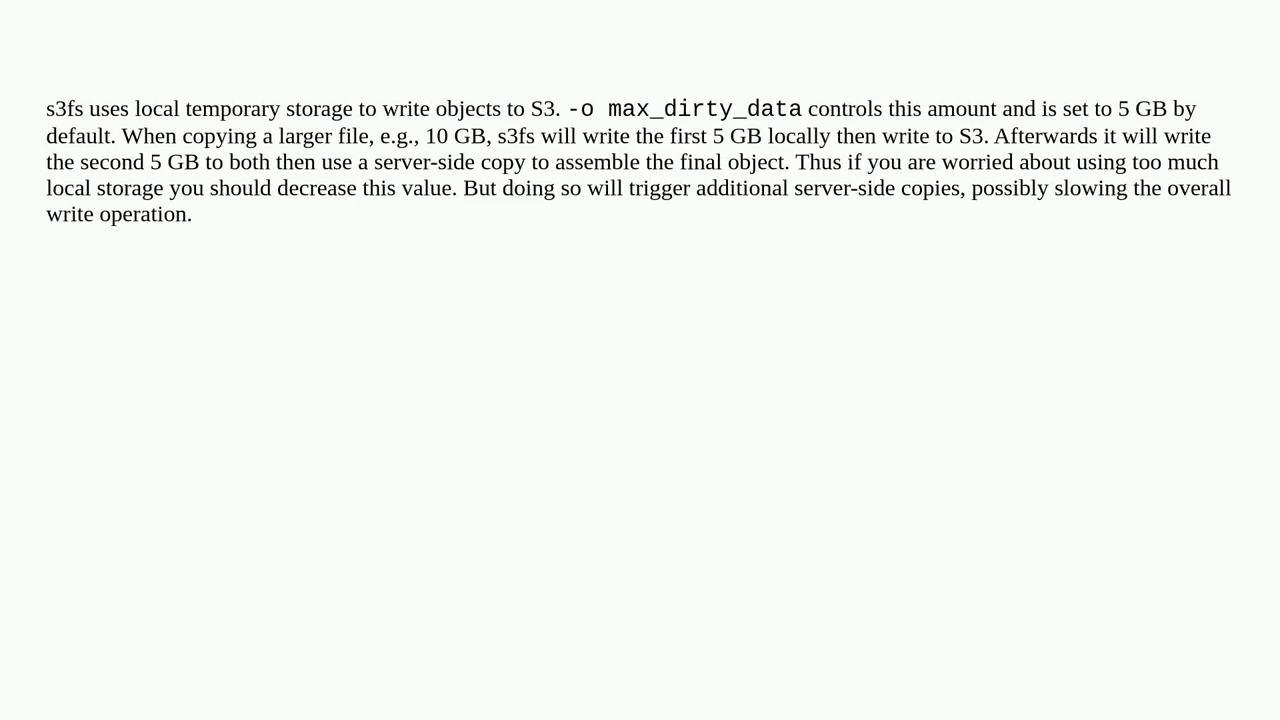 s3fs uses local temporary storage to write objects to S3. -o max_dirty_data controls this amount and is set to 5 GB by
default. When copying a larger file, e.g., 10 GB, s3fs will write the first 5 GB locally then write to S3. Afterwards it will write
the second 5 GB to both then use a server-side copy to assemble the final object. Thus if you are worried about using too much
local storage you should decrease this value. But doing so will trigger additional server-side copies, possibly slowing the overall
write operation.